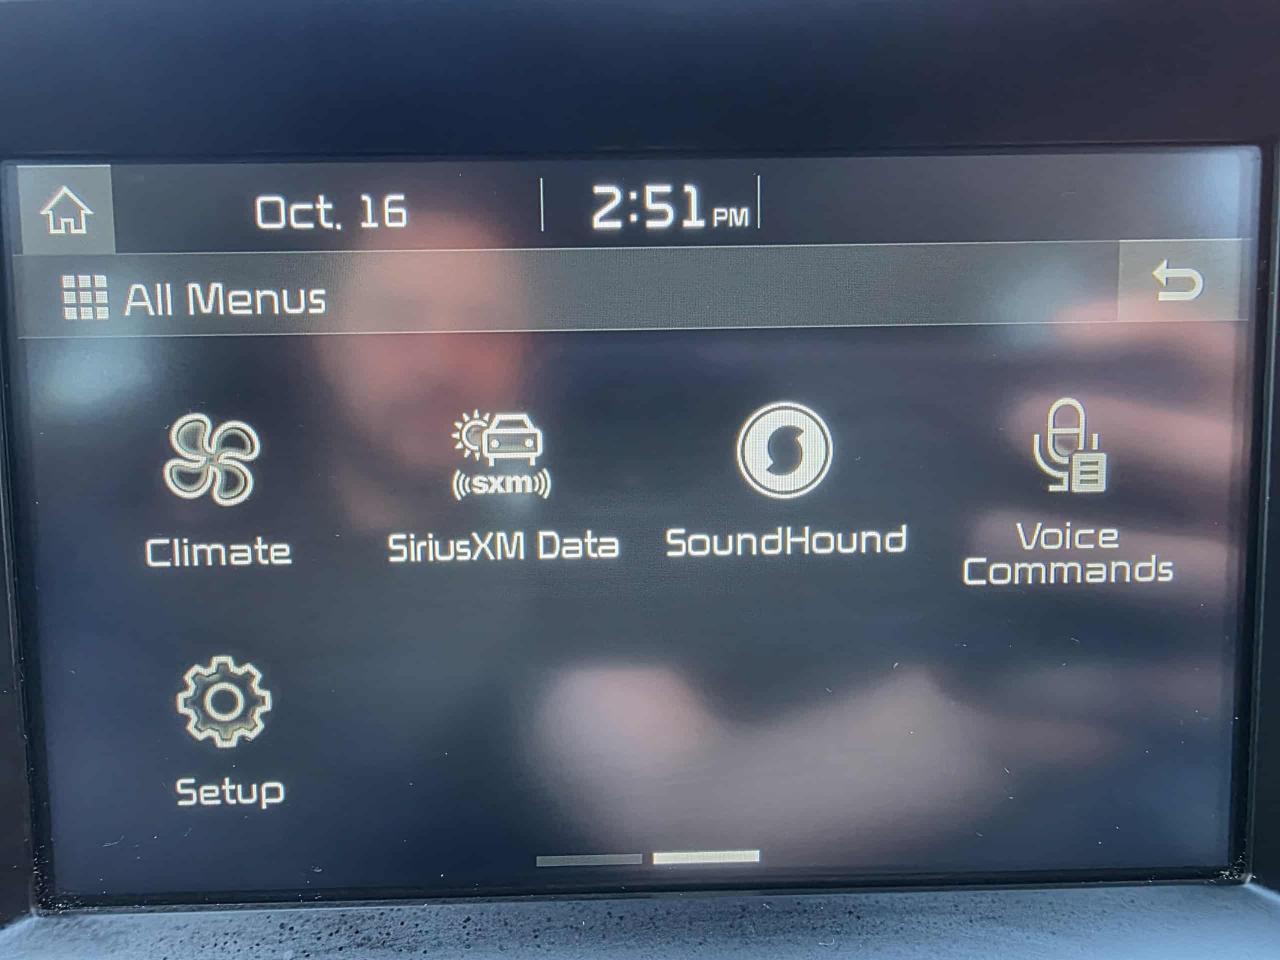 Oct. 16
2:51 PM
All Menus
sxm
Climate
SiriusXM Data
SoundHound
Voice
Commands
Setup